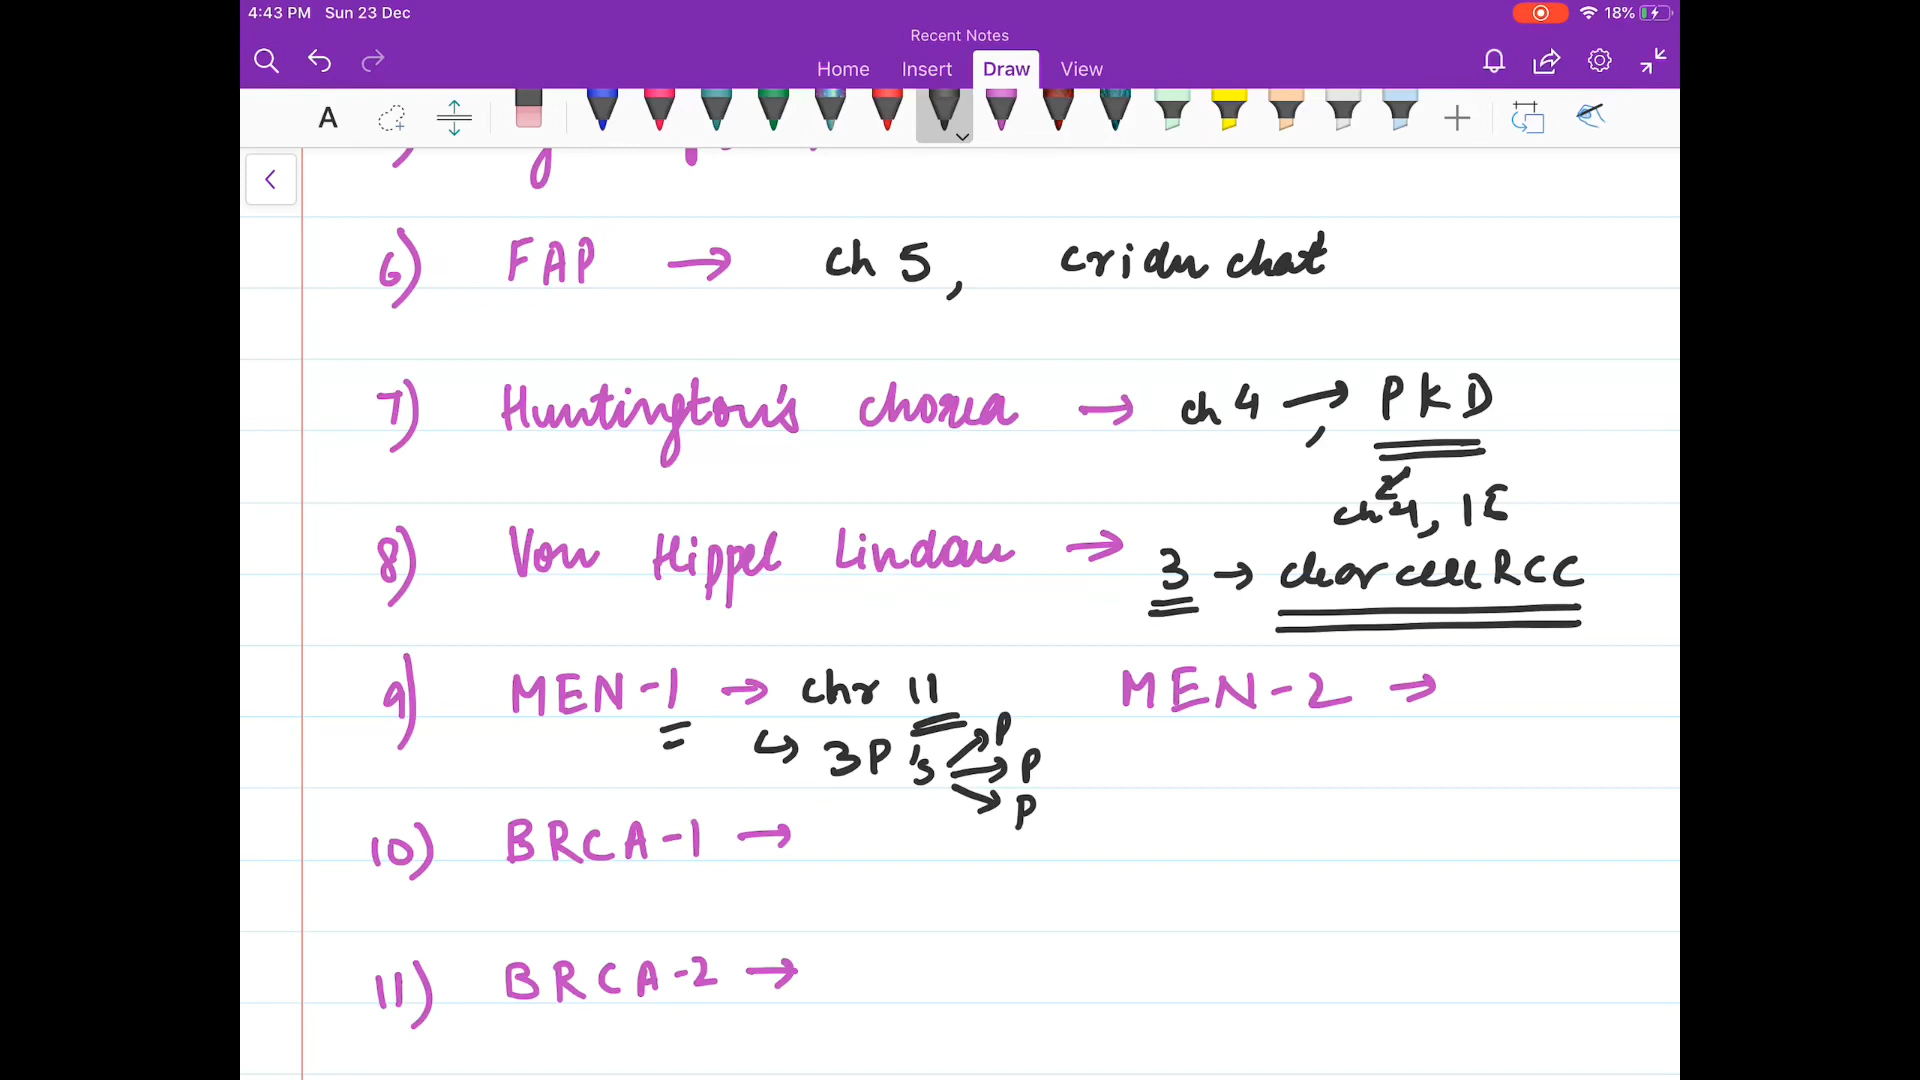 4:43 PM Sun 23 Dec
18%
Recent Notes
Home Insert Draw View
A
6) FAP → ch 5, cridu chat
7) Huntington's chorea → ch 4, → PKD
ch 4, 1
8) Von Hippel Lindau → 3 → clear cell RCC
9) MEN-1 → chr 11 MEN-2 →
↳ 3P's → P
→ P
→ P
10) BRCA-1 →
11) BRCA-2 →